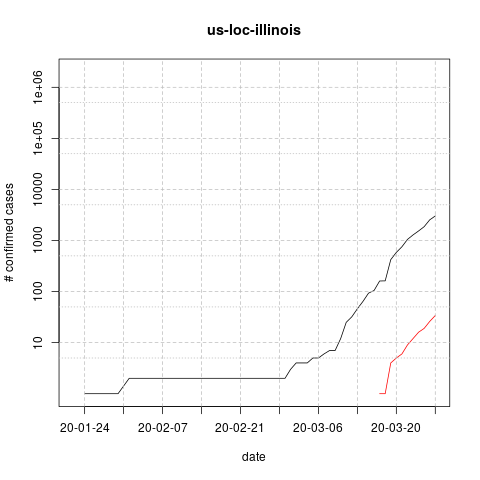 us-loc-illinois
# confirmed cases
1e+06
1e+05
10000
1000
100
10
20-01-24
20-02-07
20-02-21
20-03-06
20-03-20
date